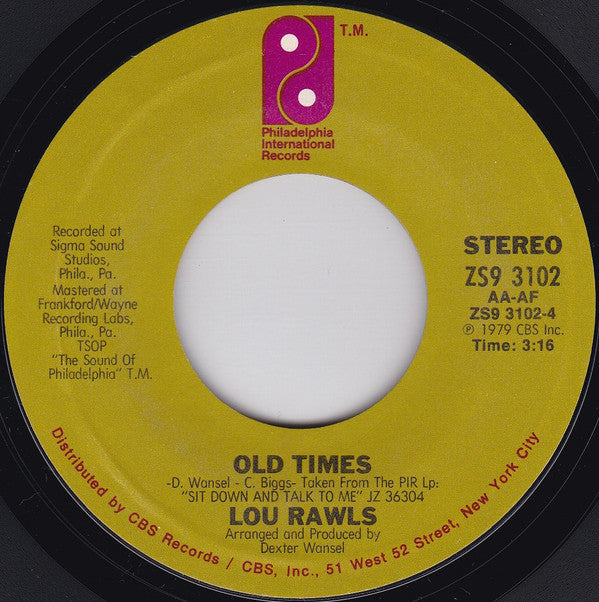 T.M.
Philadelphia
International
Records
Recorded at
Sigma Sound
Studios,
Phila., Pa.
Mastered at
Frankford/Wayne
Recording Labs,
Phila., Pa.
TSOP
"The Sound Of
Philadelphia" T.M.
STEREO
ZS9 3102
AA-AF
ZS9 3102-4
℗ 1979 CBS Inc.
Time: 3:16
OLD TIMES
-D. Wansel - C. Biggs- Taken From The PIR Lp:
"SIT DOWN AND TALK TO ME" JZ 36304
LOU RAWLS
Arranged and Produced by
Dexter Wansel
Distributed by CBS Records / CBS, Inc., 51 West 52 Street, New York City